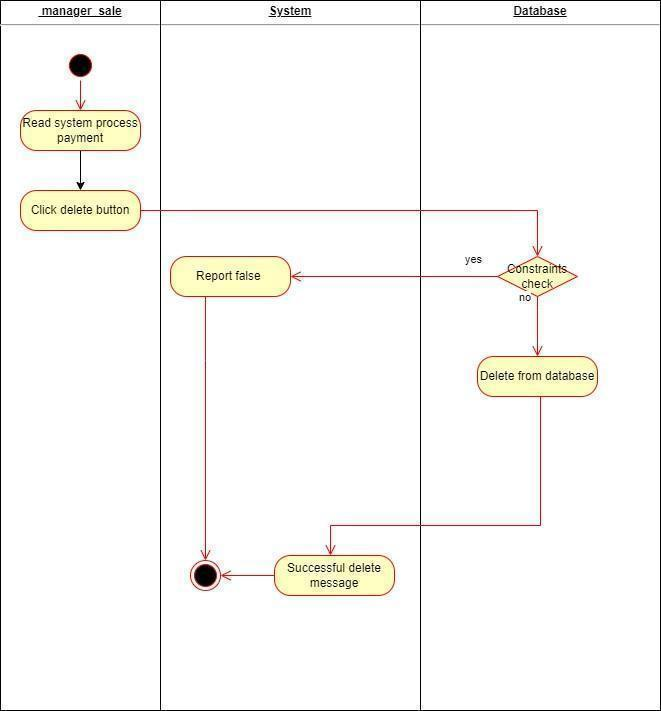 manager_sale
System
Database
Read system process
payment
Click delete button
yes
Report false
Constraints
check
no
Delete from database
Successful delete
message